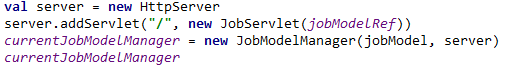 val server = new HttpServer
server.addServlet("/", new JobServlet(jobModelRef))
currentJobModelManager = new JobModelManager(jobModel, server)
currentJobModelManager